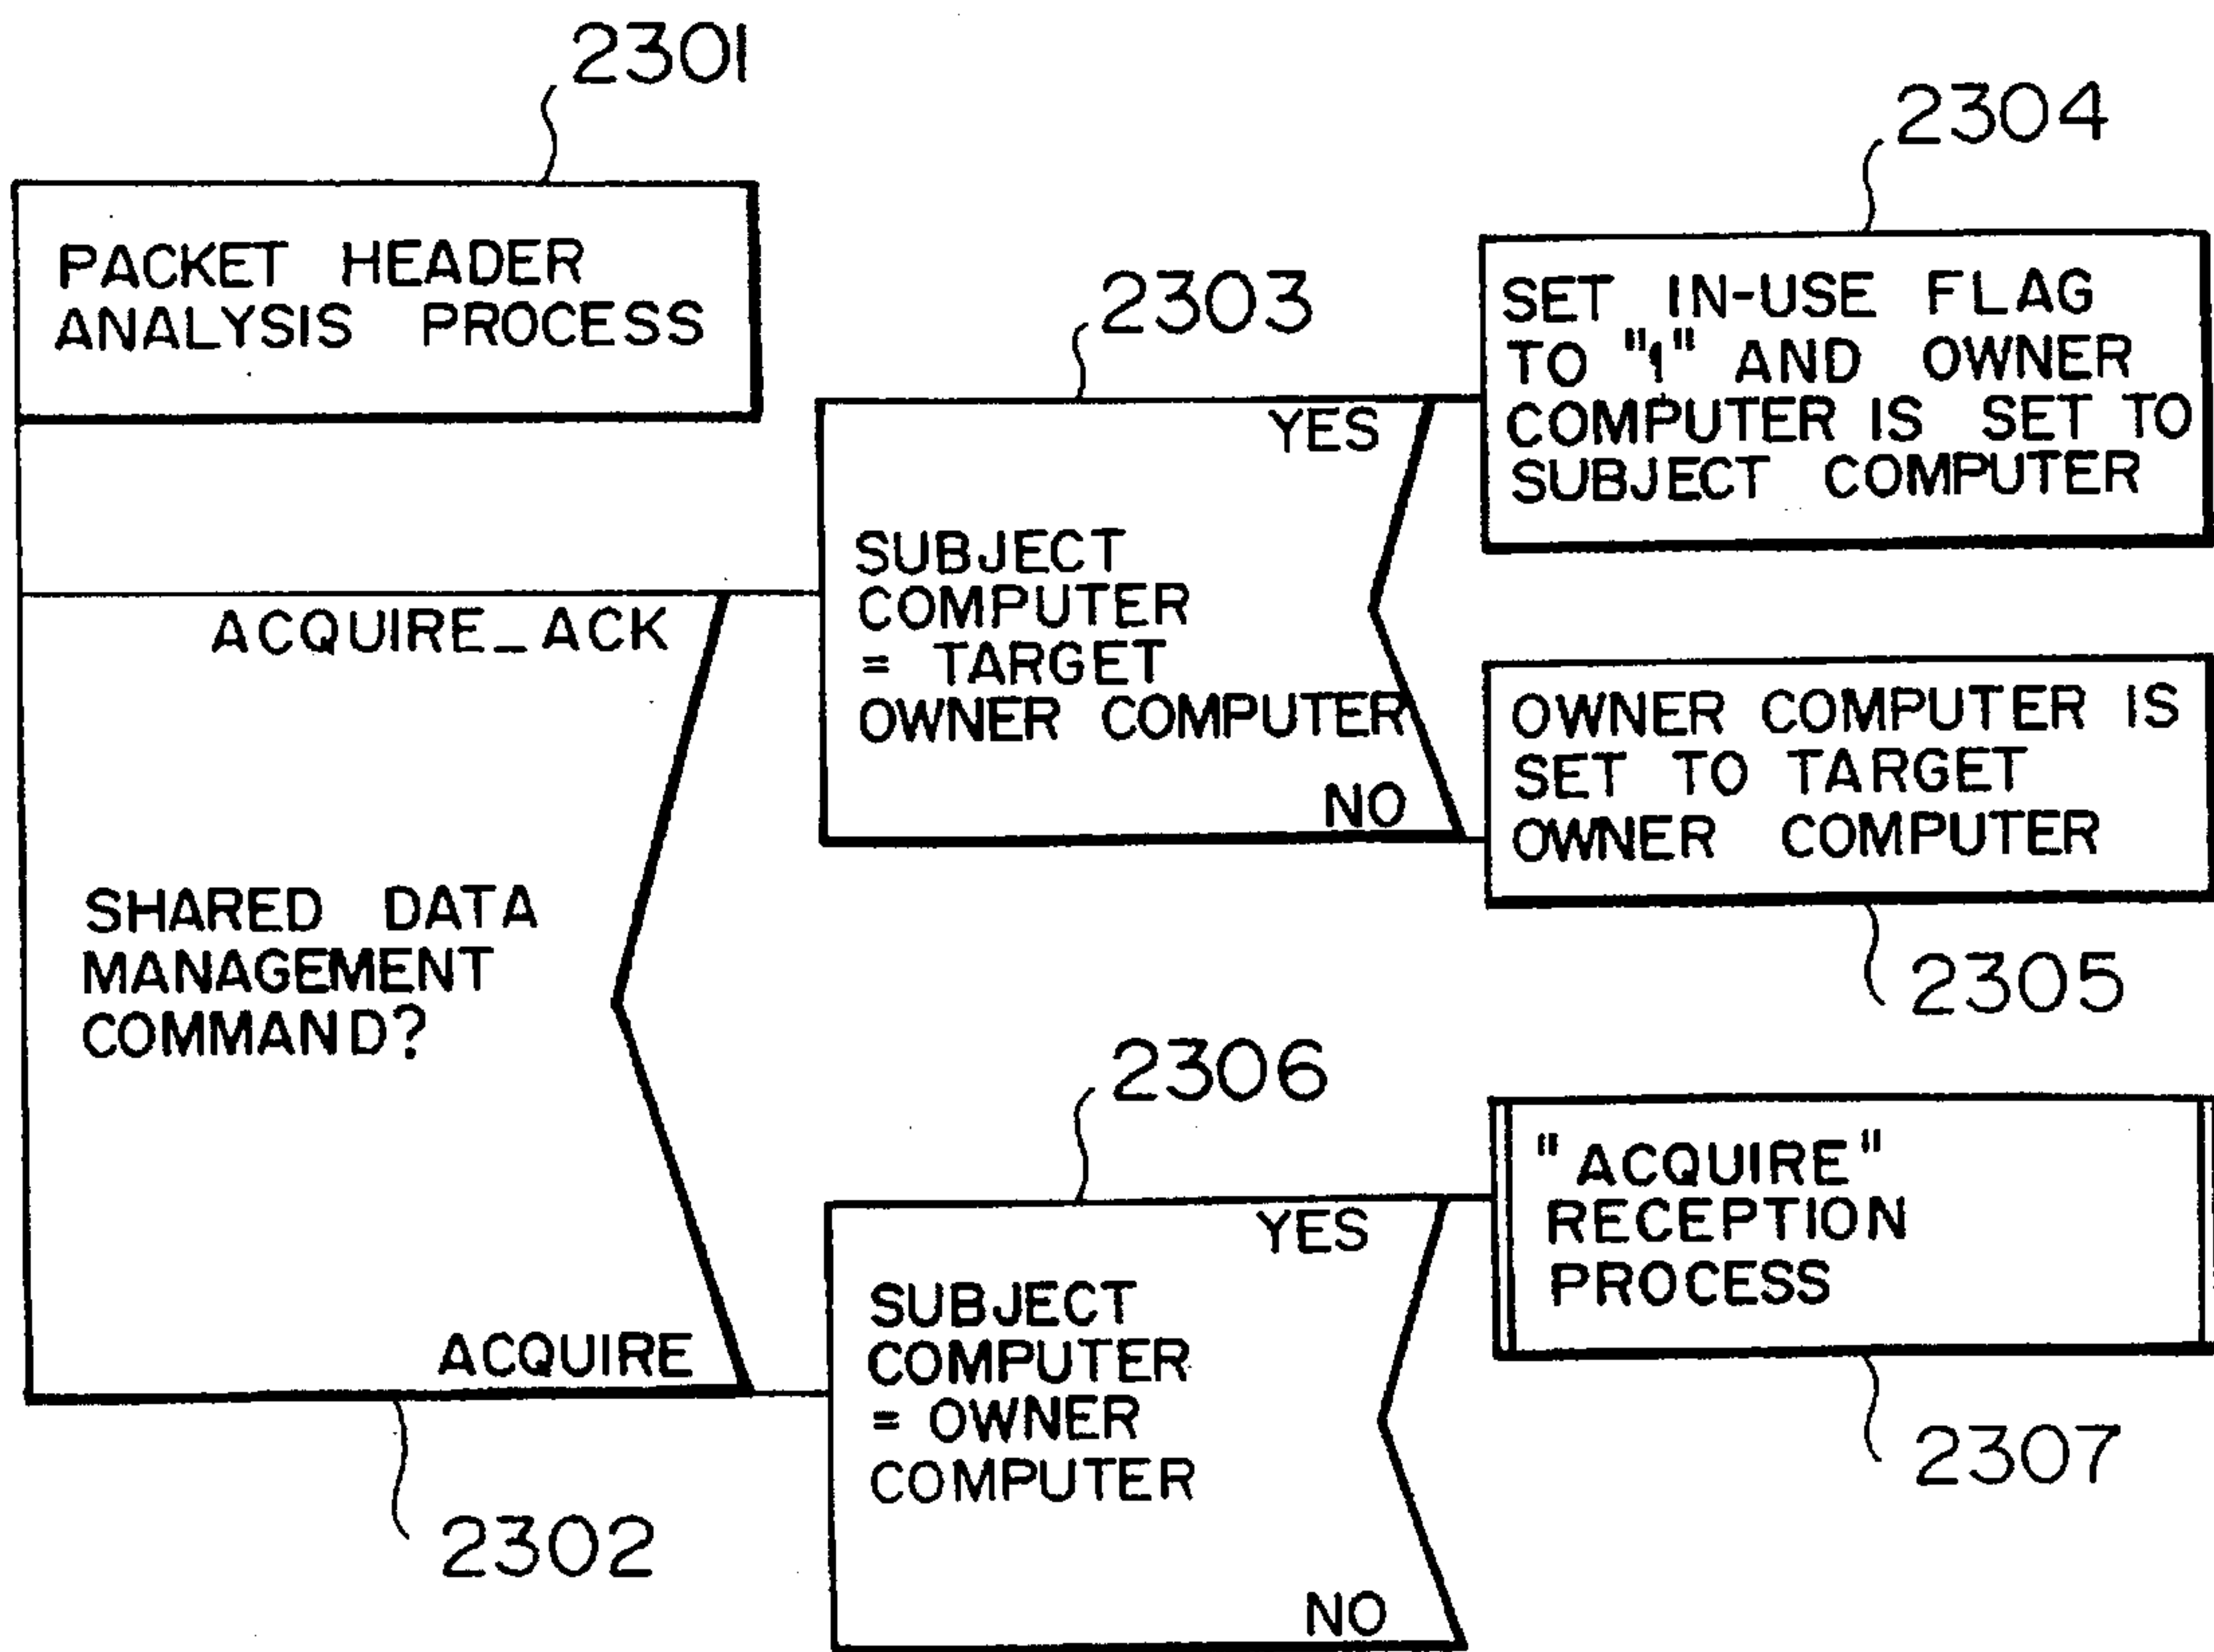 2301
PACKET HEADER
ANALYSIS PROCESS
2302
SHARED DATA
MANAGEMENT
COMMAND?
ACQUIRE_ACK
ACQUIRE
2303
YES
SUBJECT
COMPUTER
= TARGET
OWNER COMPUTER
NO
2304
SET IN-USE FLAG
TO "1" AND OWNER
COMPUTER IS SET TO
SUBJECT COMPUTER
OWNER COMPUTER IS
SET TO TARGET
OWNER COMPUTER
2305
2306
YES
SUBJECT
COMPUTER
= OWNER
COMPUTER
NO
"ACQUIRE"
RECEPTION
PROCESS
2307